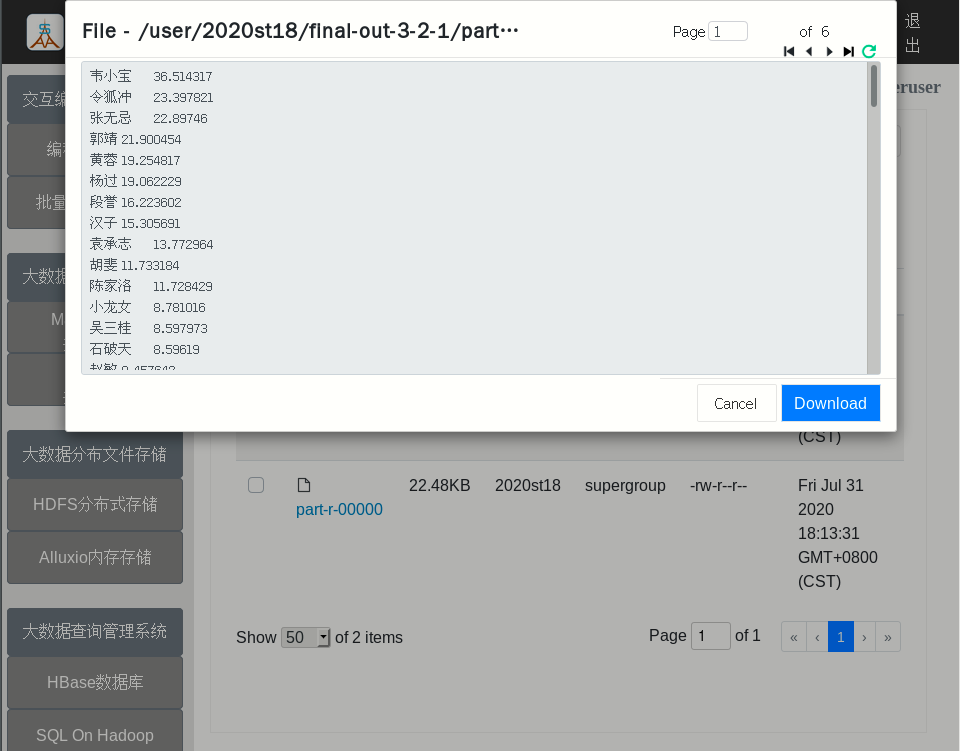 File - /user/2020st18/final-out-3-2-1/part···
Page 1 of 6
退出
eruser
韦小宝 36.514317
令狐冲 23.397821
张无忌 22.89746
郭靖 21.900454
黄蓉 19.254817
杨过 19.062229
段誉 16.223602
汉子 15.305691
袁承志 13.772964
胡斐 11.733184
陈家洛 11.728429
小龙女 8.781016
吴三桂 8.597973
石破天 8.59619
Cancel
Download
交互编
批量
大数据
M
大数据分布文件存储
HDFS分布式存储
Alluxio内存存储
大数据查询管理系统
HBase数据库
SQL On Hadoop
(CST)
part-r-00000 22.48KB 2020st18 supergroup -rw-r--r-- Fri Jul 31
2020
18:13:31
GMT+0800
(CST)
Show 50 of 2 items
Page 1 of 1
« ‹ 1 › »